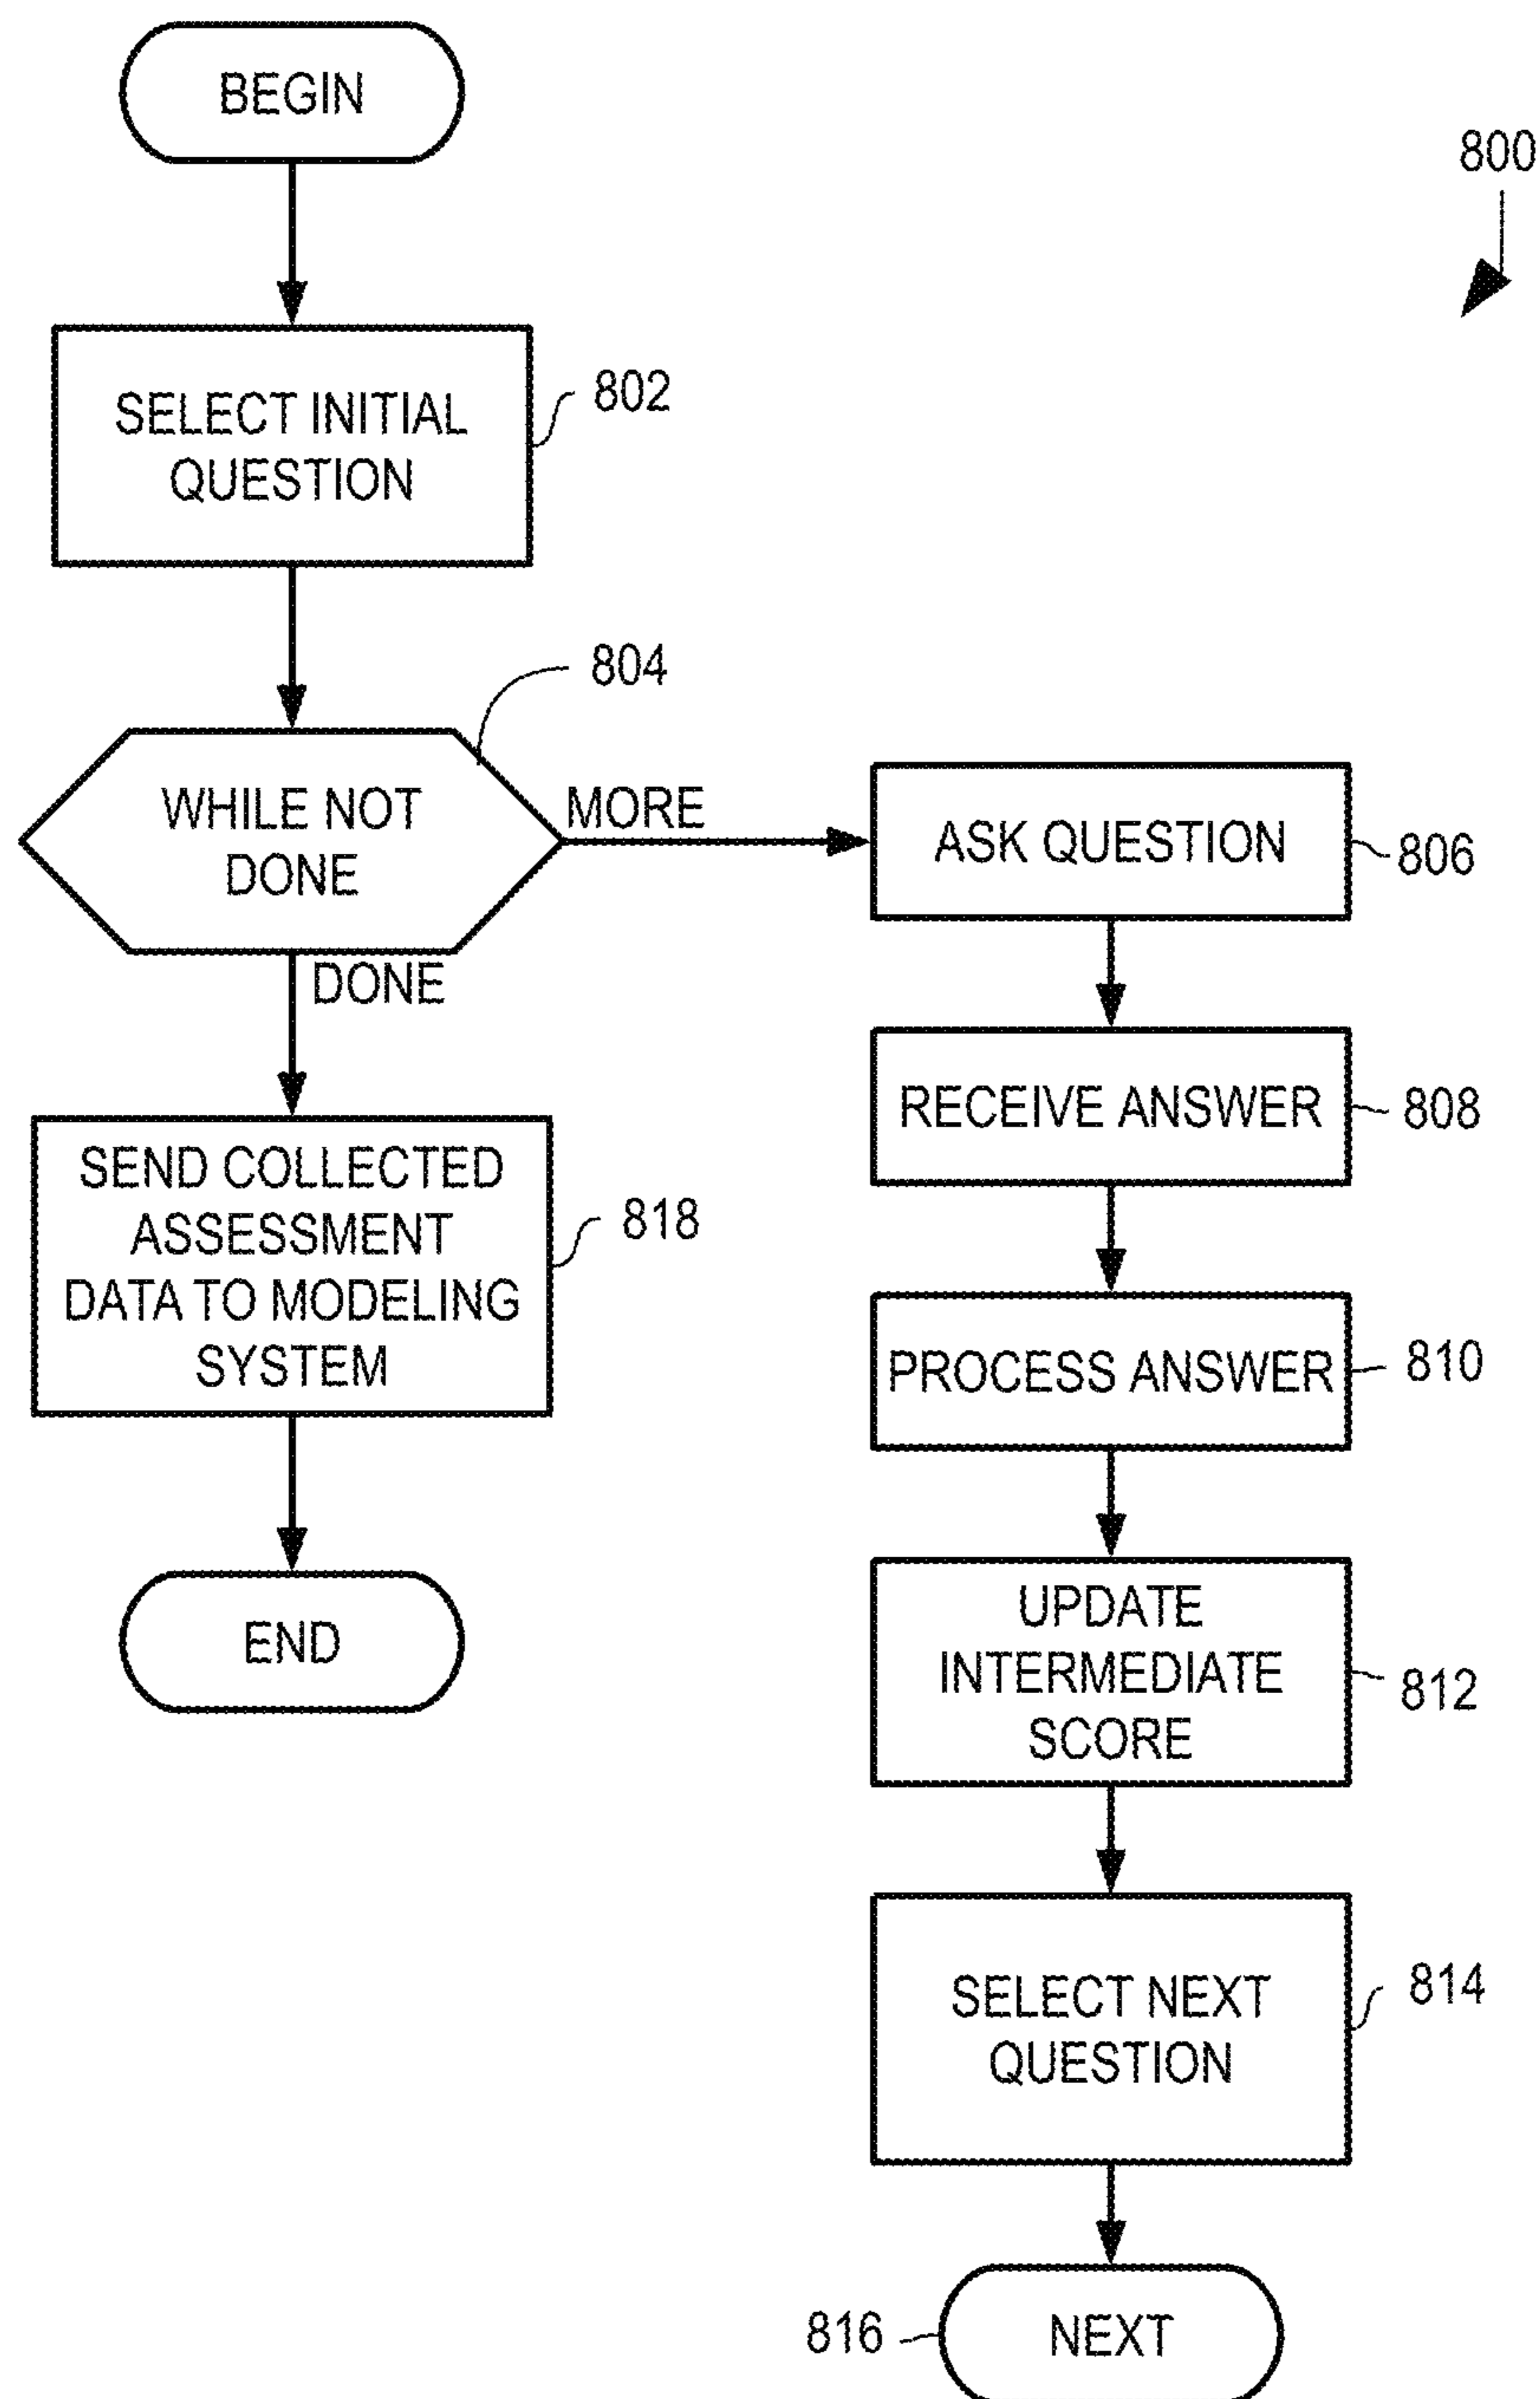 BEGIN
800
SELECT INITIAL
QUESTION
802
WHILE NOT
DONE
804
MORE
DONE
ASK QUESTION
806
RECEIVE ANSWER
808
PROCESS ANSWER
810
UPDATE
INTERMEDIATE
SCORE
812
SELECT NEXT
QUESTION
814
NEXT
816
SEND COLLECTED
ASSESSMENT
DATA TO MODELING
SYSTEM
818
END